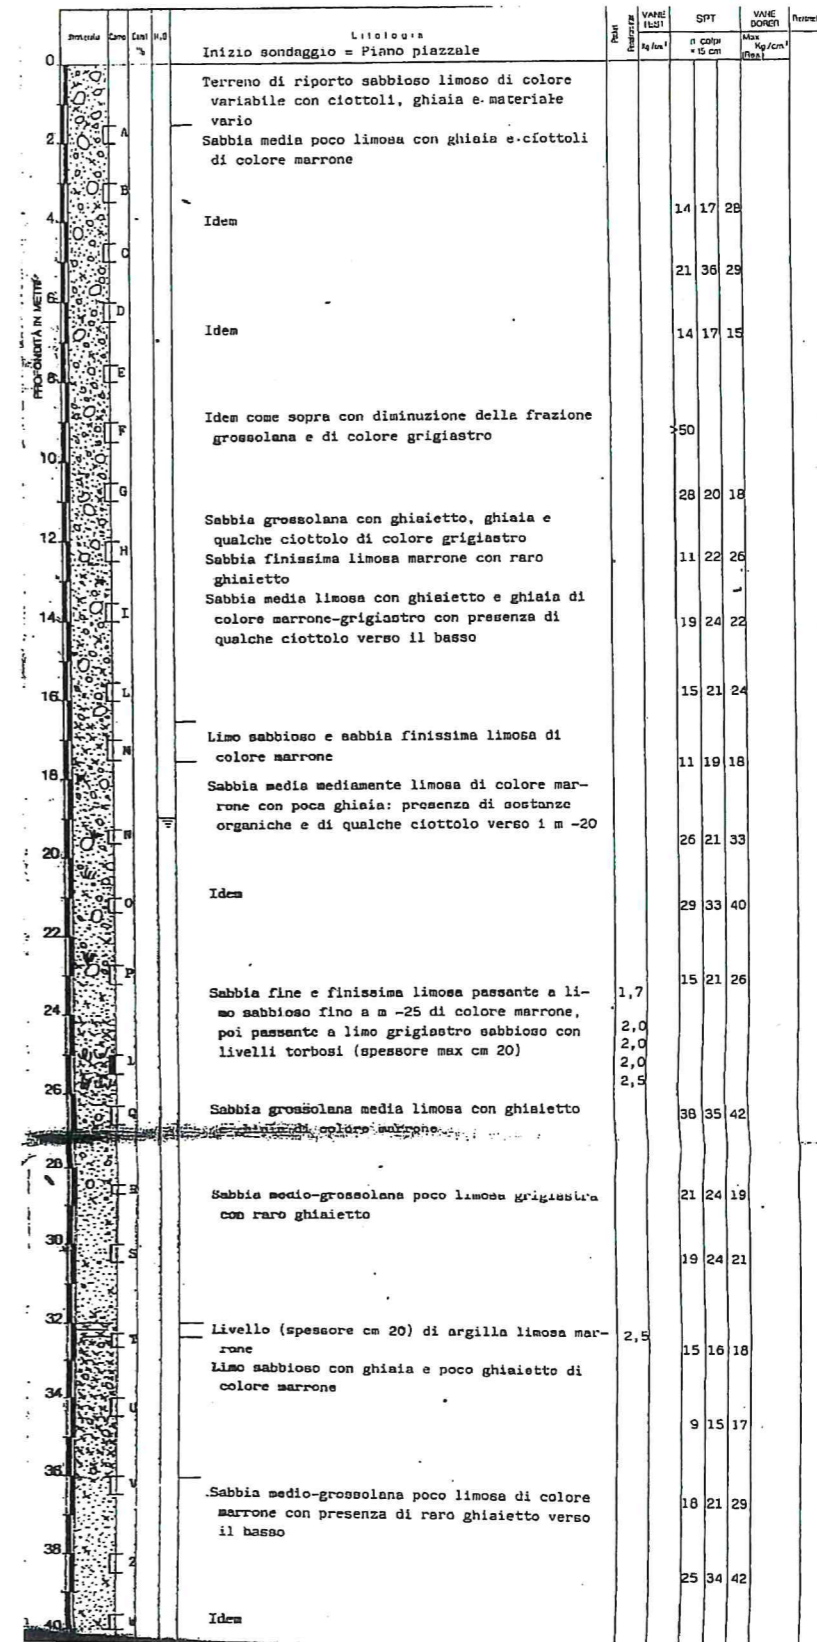 Litologia
Inizio sondaggio = Piano piazzale
Camp Cam
% H₂O
Pocket
VANE TEST
Kg/cm²
SPT
n colpi × 15 cm
VANE BORER
Max Kg/cm²
(Res)
PROFONDITÀ IN METRI
0
Terreno di riporto sabbioso limoso di colore
variabile con ciottoli, ghiaia e materiale
vario
2 A
Sabbia media poco limosa con ghiaia e ciottoli
di colore marrone
B
14 17 28
4
Idem
C
21 36 29
6
D
Idem
14 17 15
E
8
Idem come sopra con diminuzione della frazione
F >50
grossolana e di colore grigiastro
10
G
28 20 18
Sabbia grossolana con ghiaietto, ghiaia e
qualche ciottolo di colore grigiastro
12
H
Sabbia finissima limosa marrone con raro
11 22 26
ghiaietto
Sabbia media limosa con ghiaietto e ghiaia di
14 I
colore marrone-grigiastro con presenza di
19 24 22
qualche ciottolo verso il basso
16 L
15 21 24
Limo sabbioso e sabbia finissima limosa di
colore marrone
11 19 18
18
Sabbia media mediamente limosa di colore mar-
rone con poca ghiaia: presenza di sostanze
organiche e di qualche ciottolo verso i m -20
N
26 21 33
20
Idem
O
29 33 40
22
P
15 21 26
Sabbia fine e finissima limosa passante a li-
1,7
mo sabbioso fino a m -25 di colore marrone,
24
poi passante a limo grigiastro sabbioso con
2,0
2,0
livelli torbosi (spessore max cm 20)
1
2,0
2,5
26
Q
Sabbia grossolana media limosa con ghiaietto
38 35 42
e ghiaia di colore marrone
28
R
Sabbia medio-grossolana poco limosa grigiastra
21 24 19
con raro ghiaietto
30
S
19 24 21
32
Livello (spessore cm 20) di argilla limosa mar-
2,5
T
rone
15 16 18
Limo sabbioso con ghiaia e poco ghiaietto di
colore marrone
34
U
9 15 17
36
V
Sabbia medio-grossolana poco limosa di colore
18 21 29
marrone con presenza di raro ghiaietto verso
il basso
38
Z
25 34 42
40 W
Idem